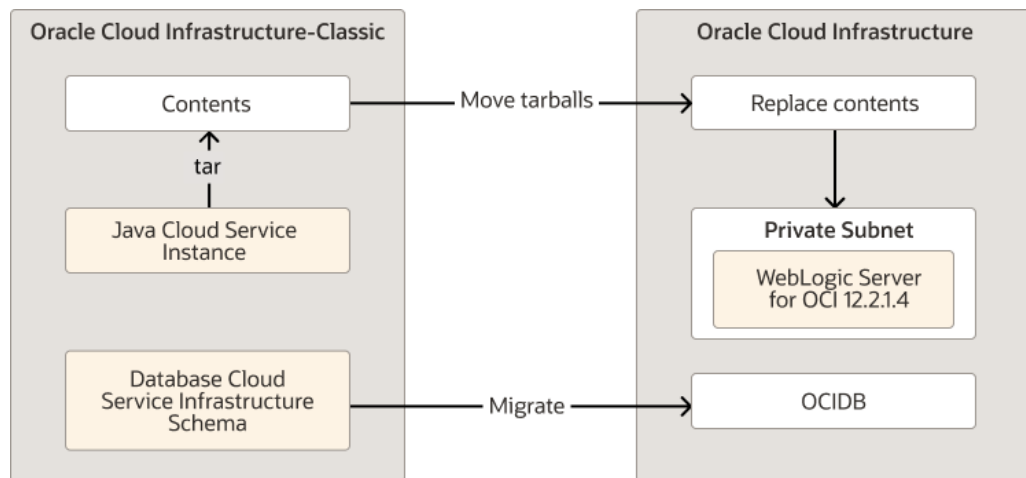 Oracle Cloud Infrastructure-Classic
Contents
tar
Java Cloud Service
Instance
Database Cloud
Service Infrastructure
Schema
Move tarballs
Migrate
Oracle Cloud Infrastructure
Replace contents
Private Subnet
WebLogic Server
for OCI 12.2.1.4
OCIDB